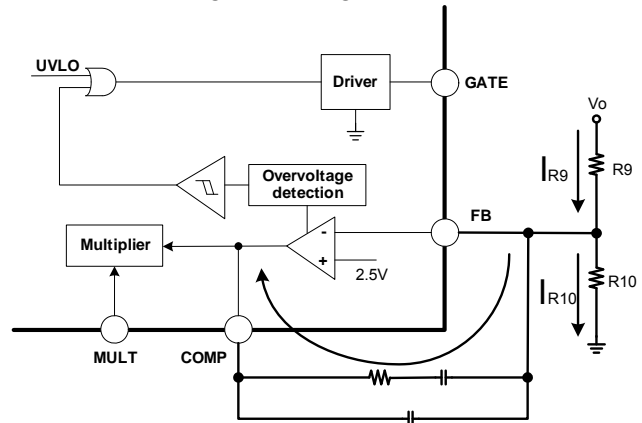 UVLO
Driver
GATE
Vo
IR9
R9
Overvoltage
detection
FB
-
+
2.5V
Multiplier
IR10
R10
MULT
COMP